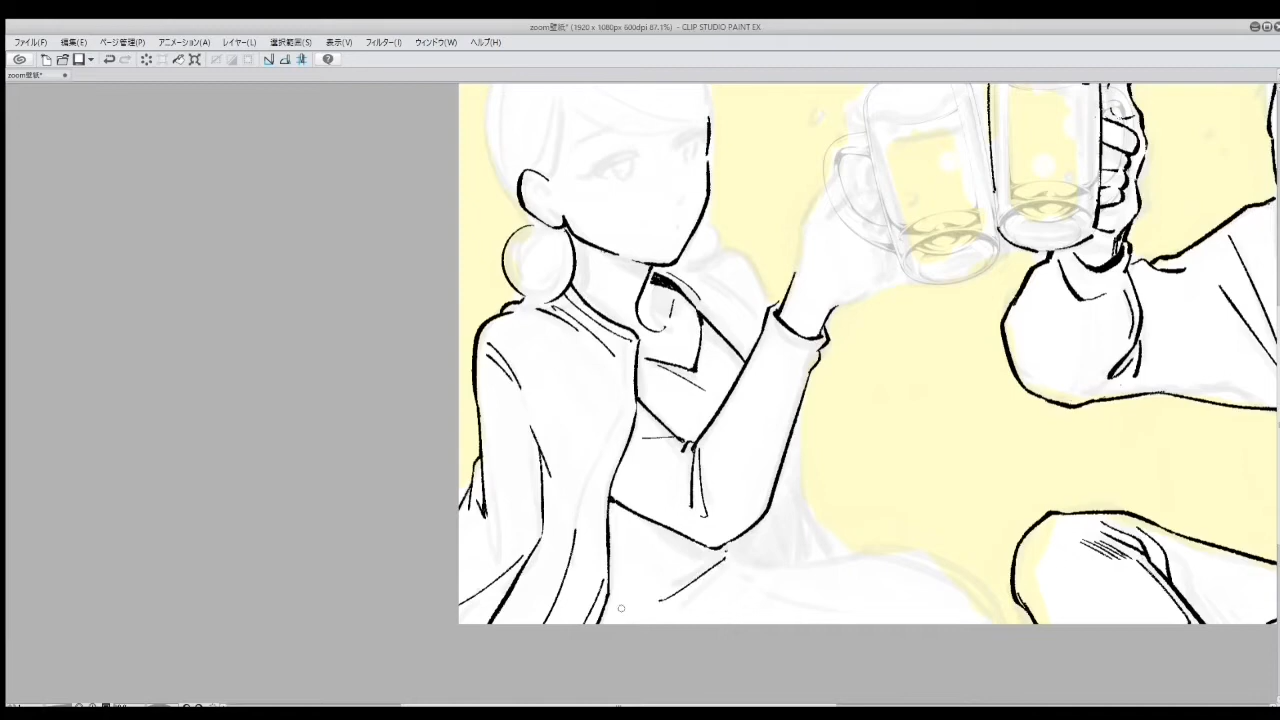 zoom壁紙* (1920 x 1080px 600dpi 87.1%) - CLIP STUDIO PAINT EX
ファイル(F) 編集(E) ページ管理(P) アニメーション(A) レイヤー(L) 選択範囲(S) 表示(V) フィルター(I) ウィンドウ(W) ヘルプ(H)
zoom壁紙*